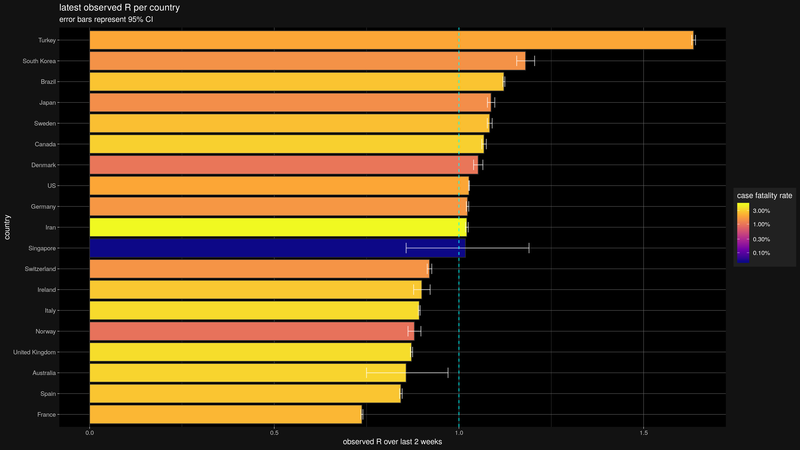 latest observed R per country
error bars represent 95% CI
country
Turkey
South Korea
Brazil
Japan
Sweden
Canada
Denmark
US
Germany
Iran
Singapore
Switzerland
Ireland
Italy
Norway
United Kingdom
Australia
Spain
France
0.0 0.5 1.0 1.5
observed R over last 2 weeks
case fatality rate
3.00%
1.00%
0.30%
0.10%